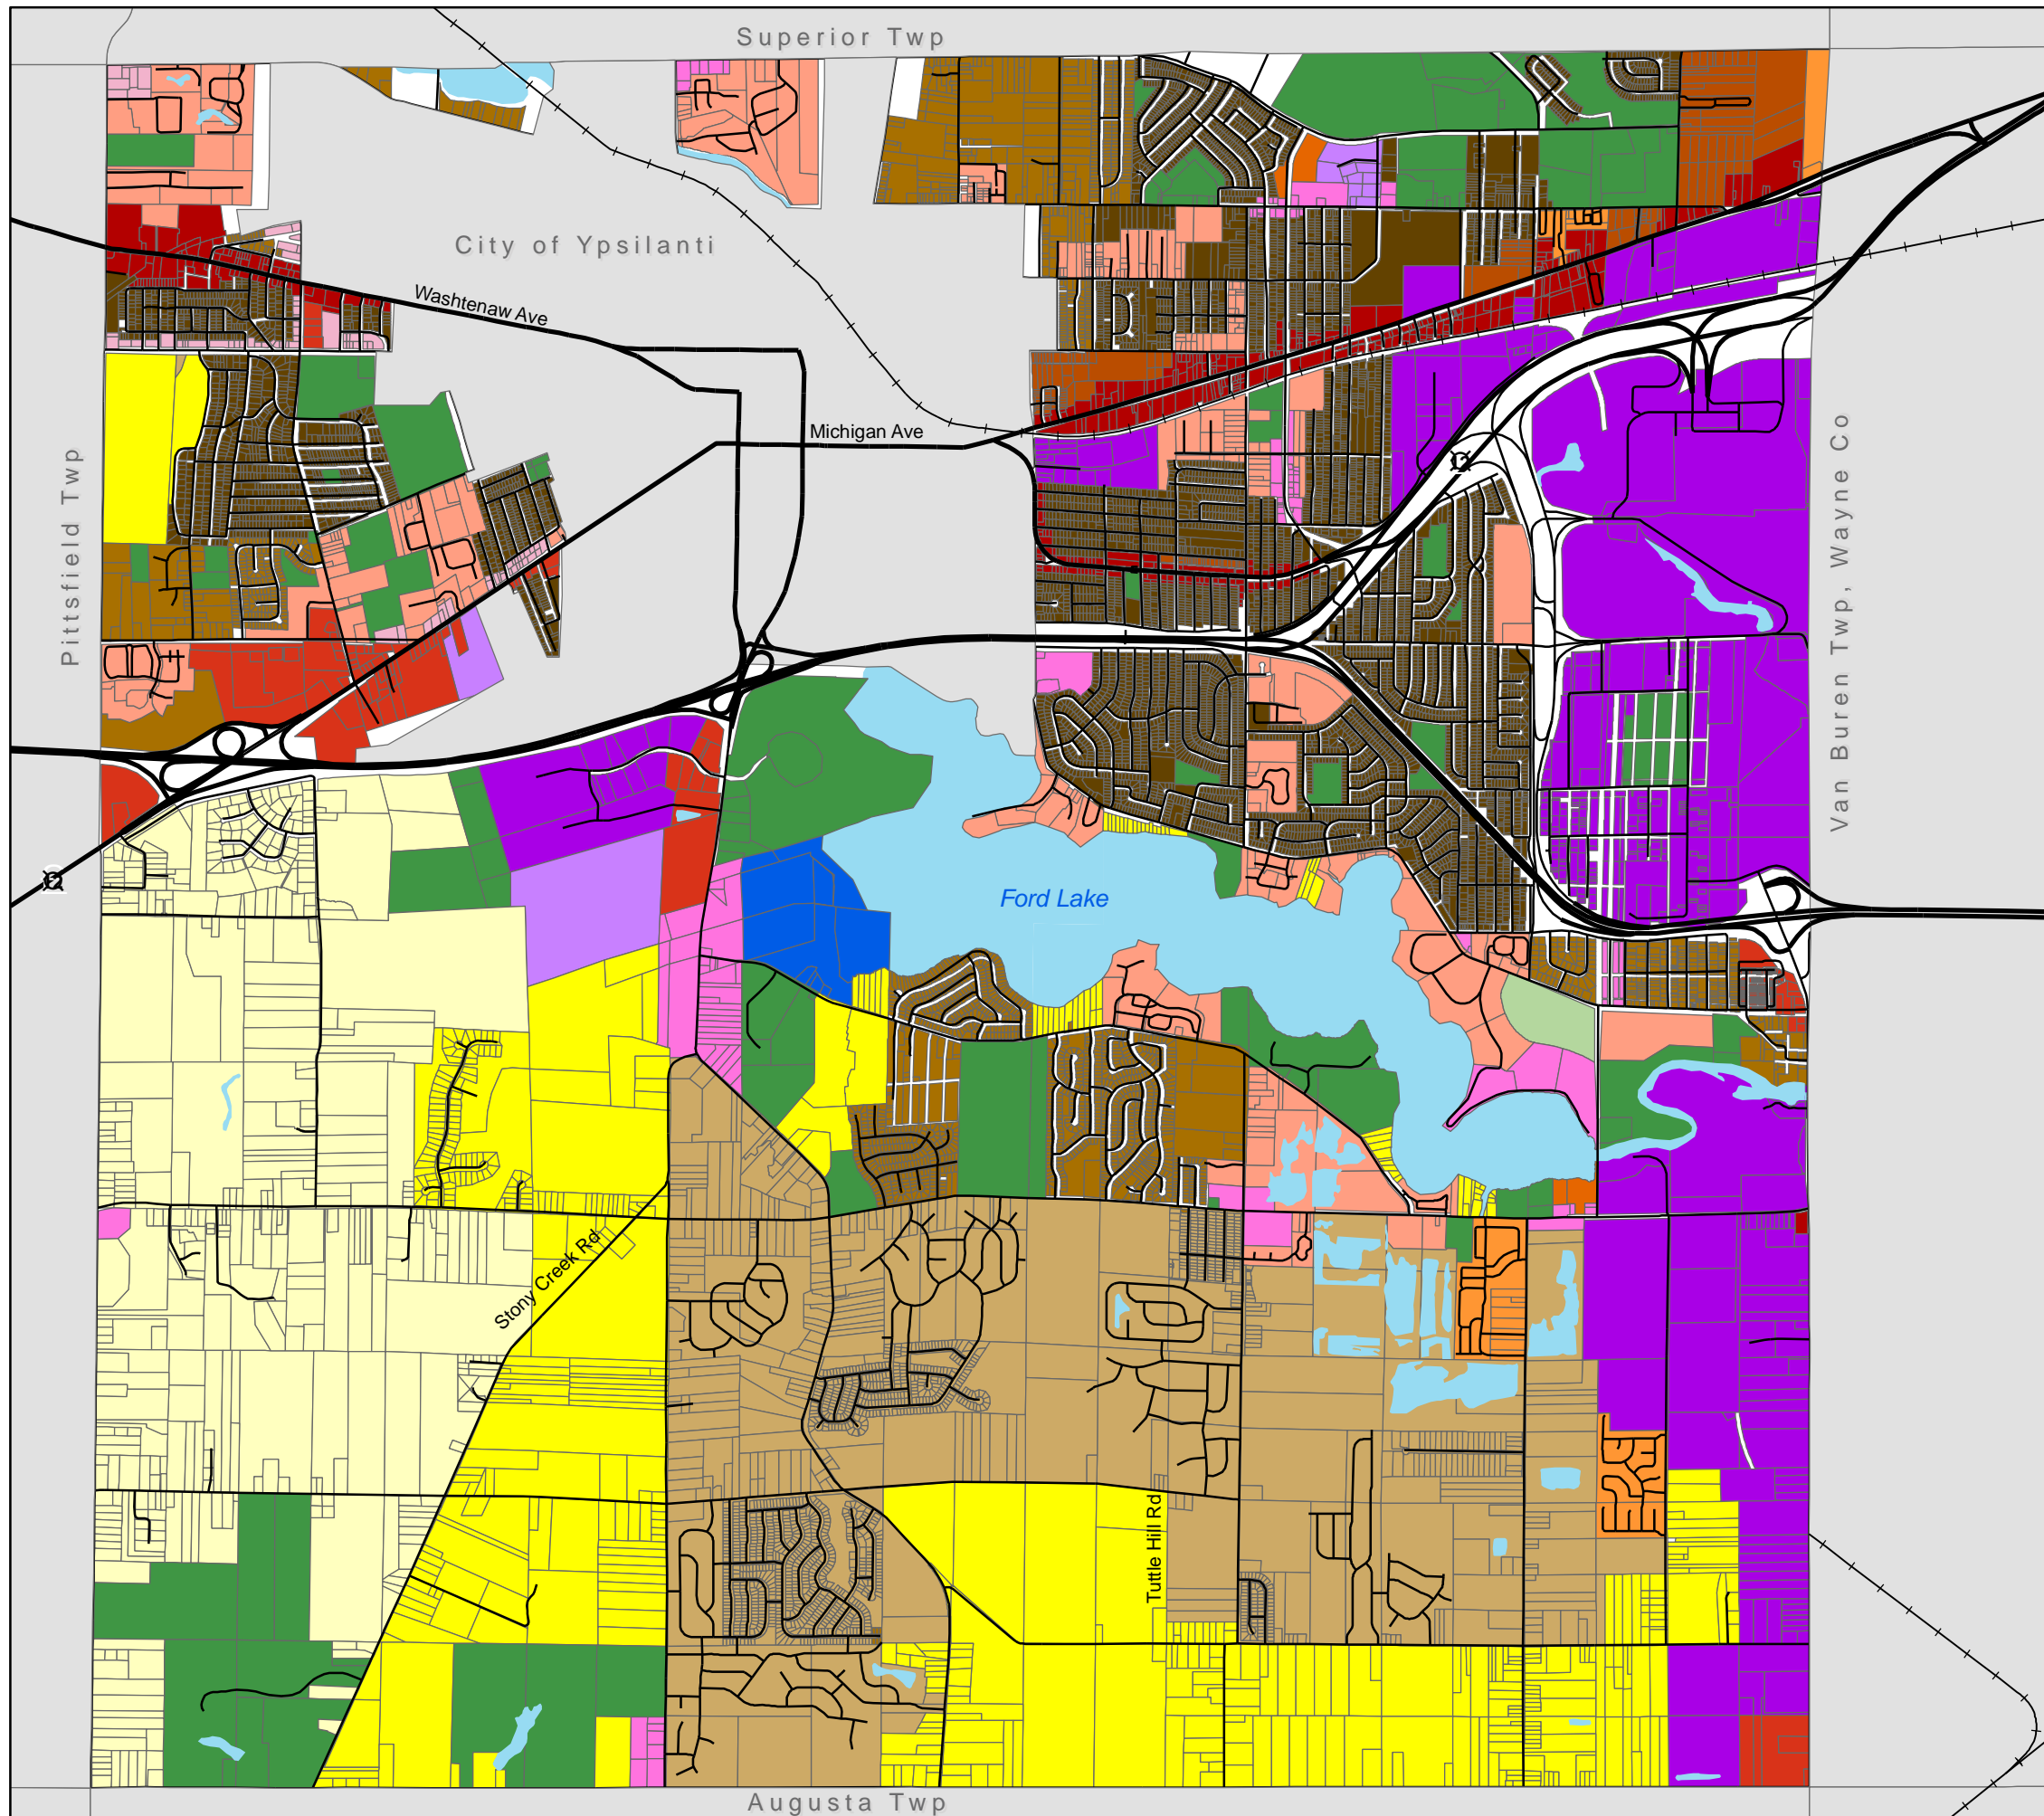 Superior Twp
City of Ypsilanti
Washtenaw Ave
Michigan Ave
Pittsfield Twp
Van Buren Twp, Wayne Co
Ford Lake
Stony Creek Rd
Tuttle Hill Rd
Augusta Twp